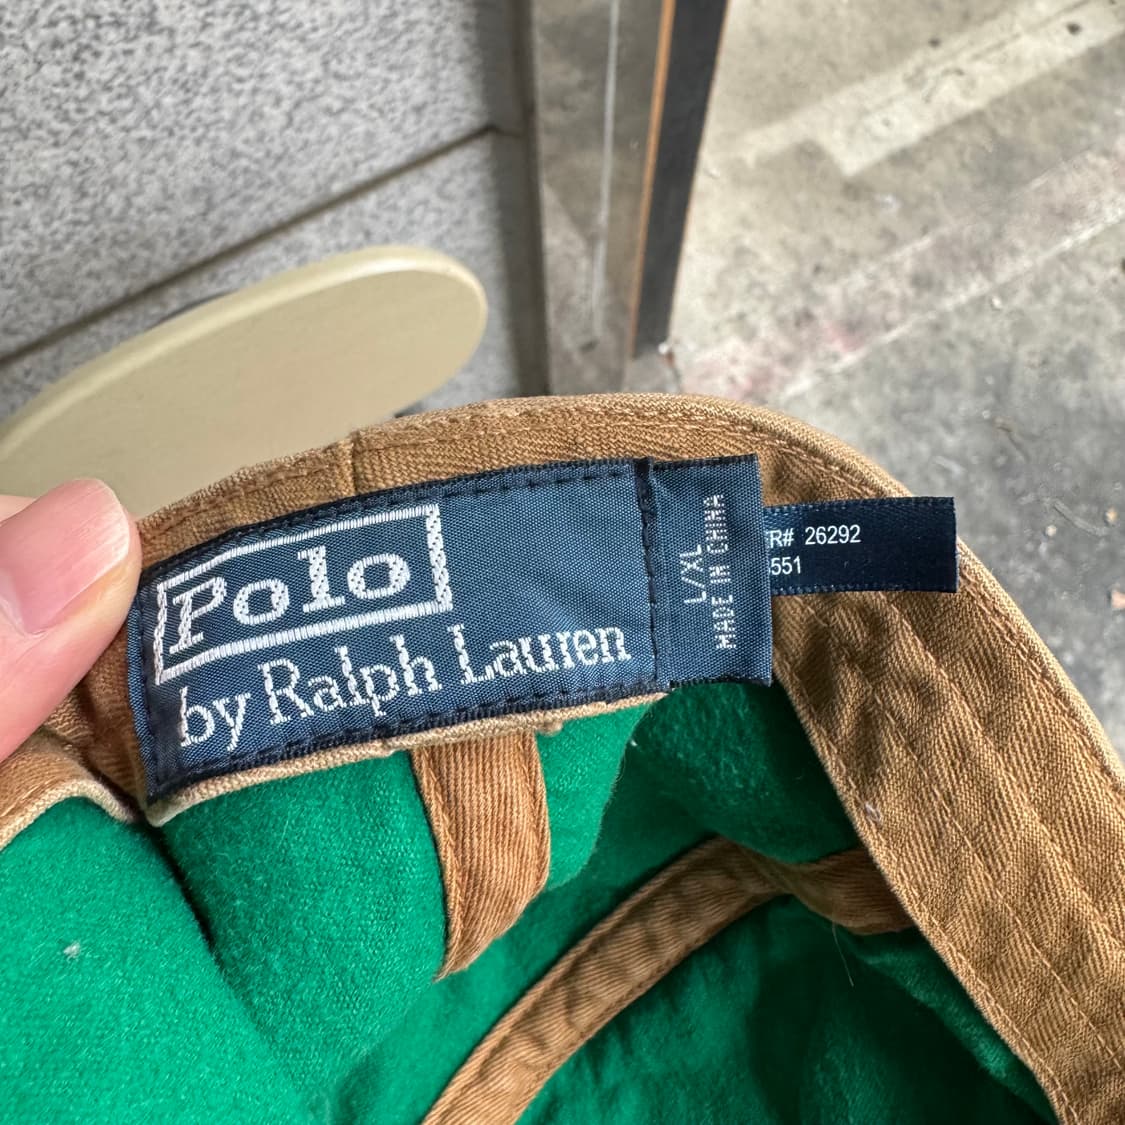 Polo
by Ralph Lauren
L/XL
MADE IN CHINA
R# 26292
551